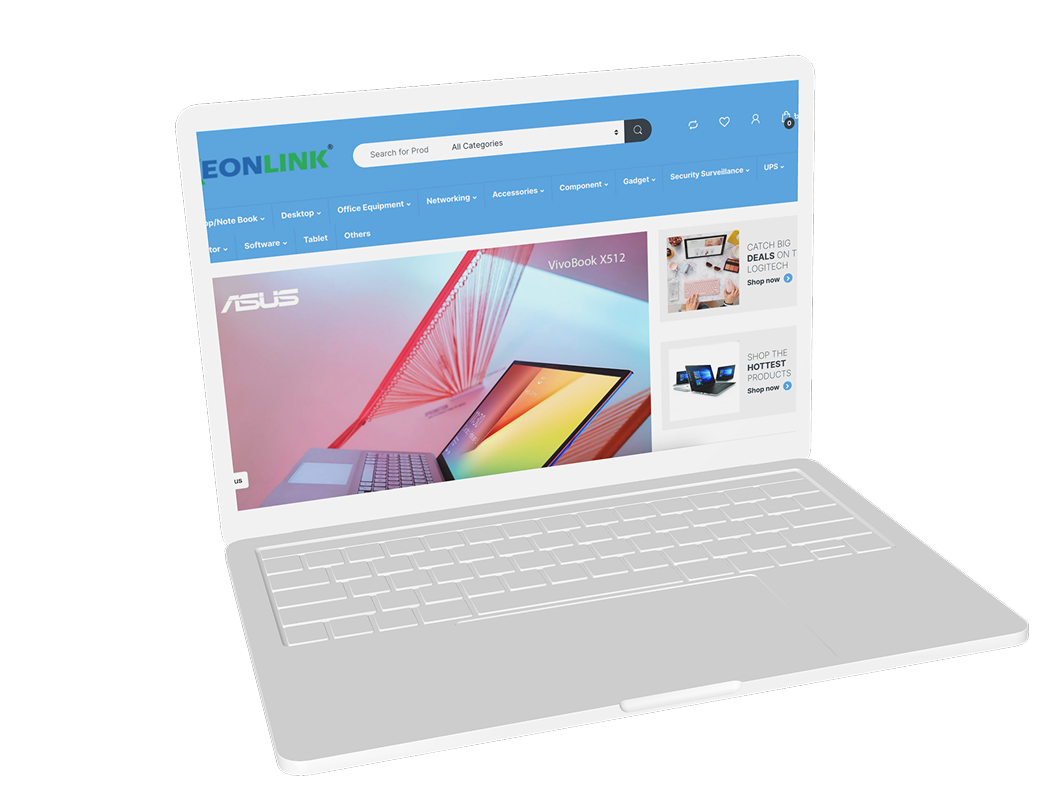 EONLINK®
Search for Prod All Categories
0
op/Note Book Desktop Office Equipment Networking Accessories Component Gadget Security Surveillance UPS
tor Software Tablet Others
ASUS
VivoBook X512
CATCH BIG
DEALS ON T
LOGITECH
Shop now
SHOP THE
HOTTEST
PRODUCTS
Shop now
us